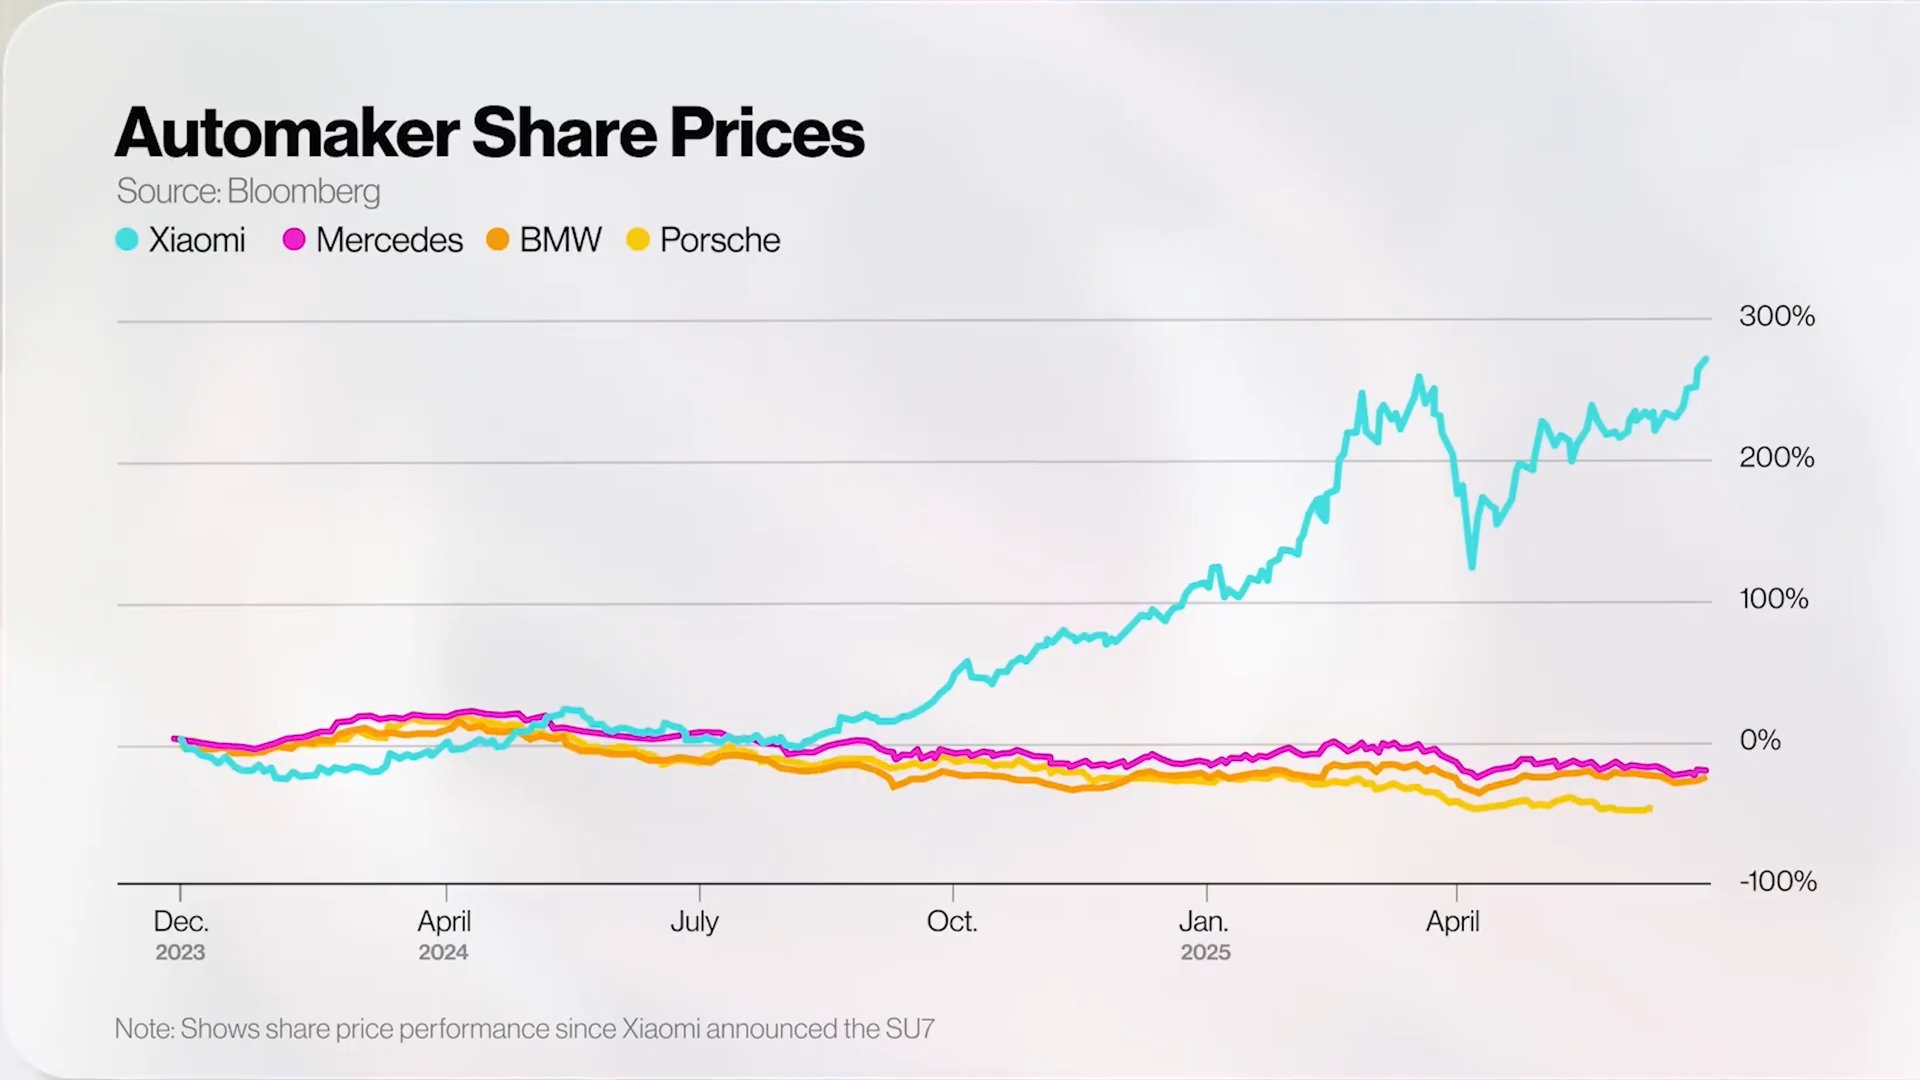 Automaker Share Prices
Source: Bloomberg
Xiaomi Mercedes BMW Porsche
300%
200%
100%
0%
-100%
Dec. April July Oct. Jan. April
2023 2024 2025
Note: Shows share price performance since Xiaomi announced the SU7